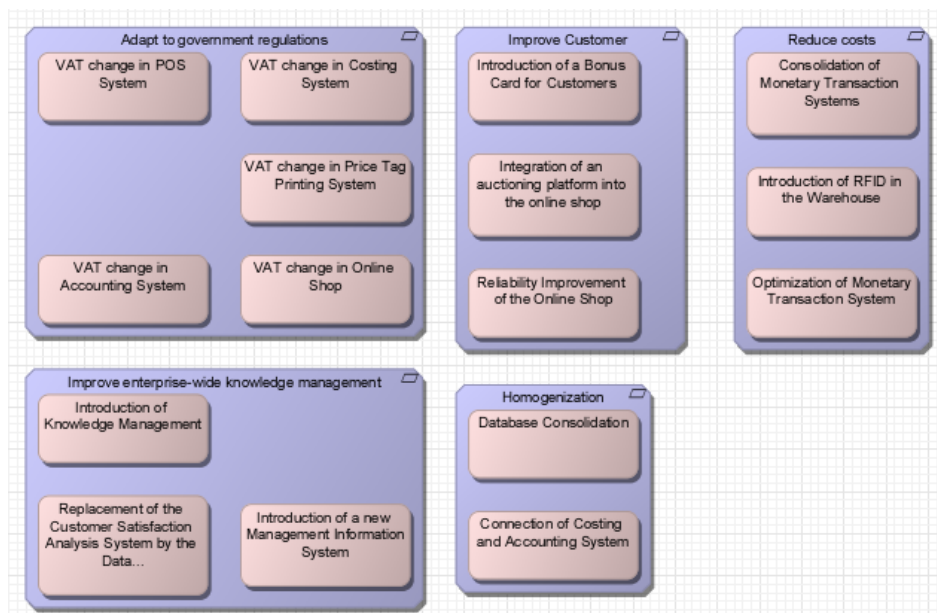 Adapt to government regulations
VAT change in POS
System
VAT change in Costing
System
VAT change in Price Tag
Printing System
VAT change in
Accounting System
VAT change in Online
Shop
Improve Customer
Introduction of a Bonus
Card for Customers
Integration of an
auctioning platform into
the online shop
Reliability Improvement
of the Online Shop
Reduce costs
Consolidation of
Monetary Transaction
Systems
Introduction of RFID in
the Warehouse
Optimization of Monetary
Transaction System
Improve enterprise-wide knowledge management
Introduction of
Knowledge Management
Replacement of the
Customer Satisfaction
Analysis System by the
Data...
Introduction of a new
Management Information
System
Homogenization
Database Consolidation
Connection of Costing
and Accounting System